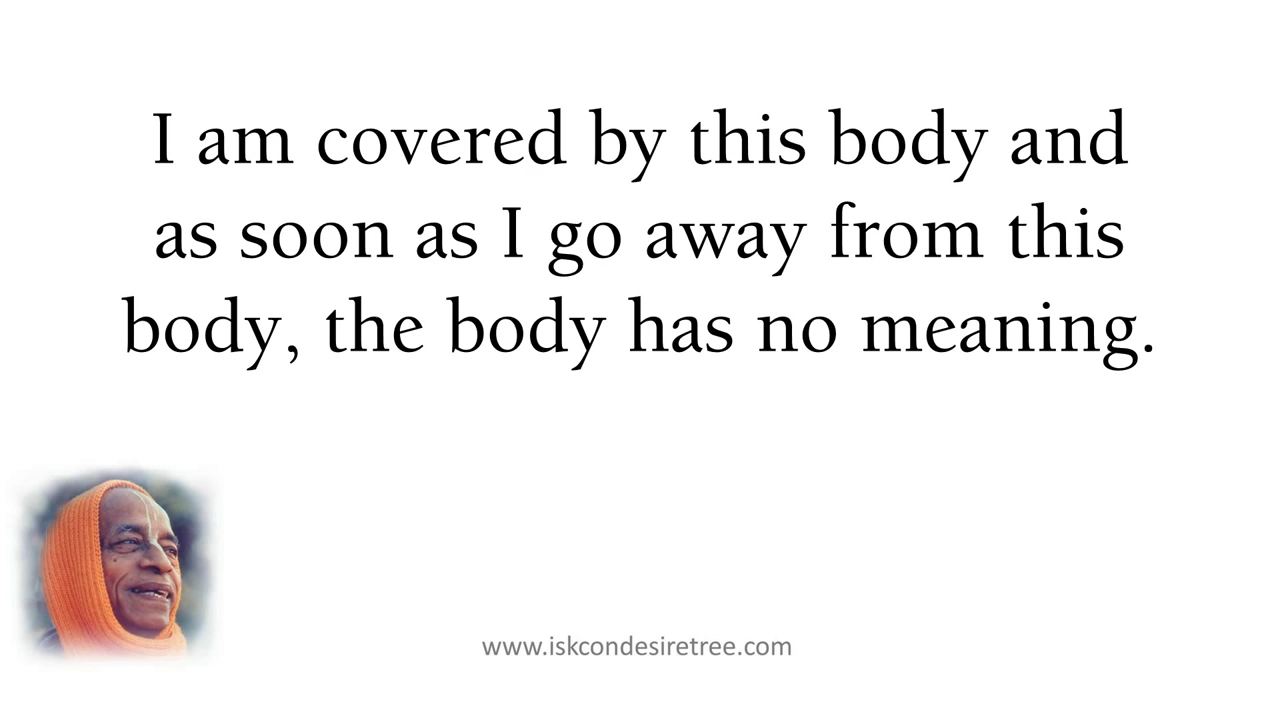 I am covered by this body and
as soon as I go away from this
body, the body has no meaning.
www.iskcondesiretree.com